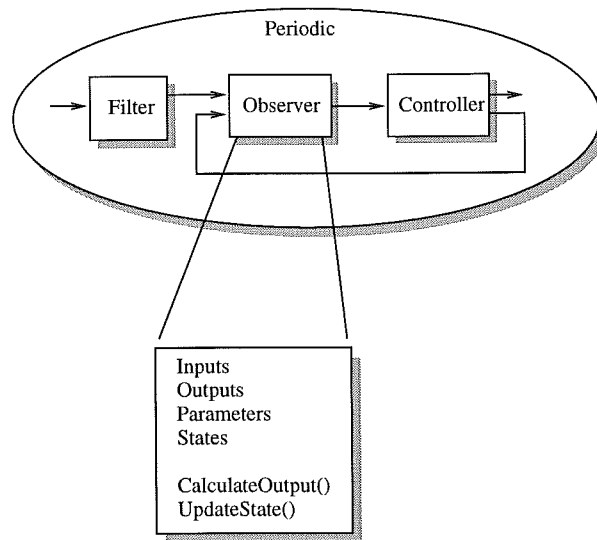 Periodic
Filter
Observer
Controller
Inputs
Outputs
Parameters
States
CalculateOutput()
UpdateState()